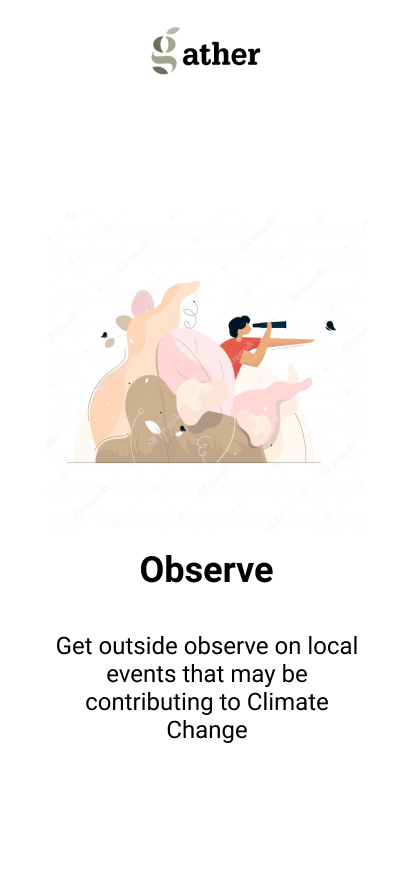 gather
Observe
Get outside observe on local
events that may be
contributing to Climate
Change